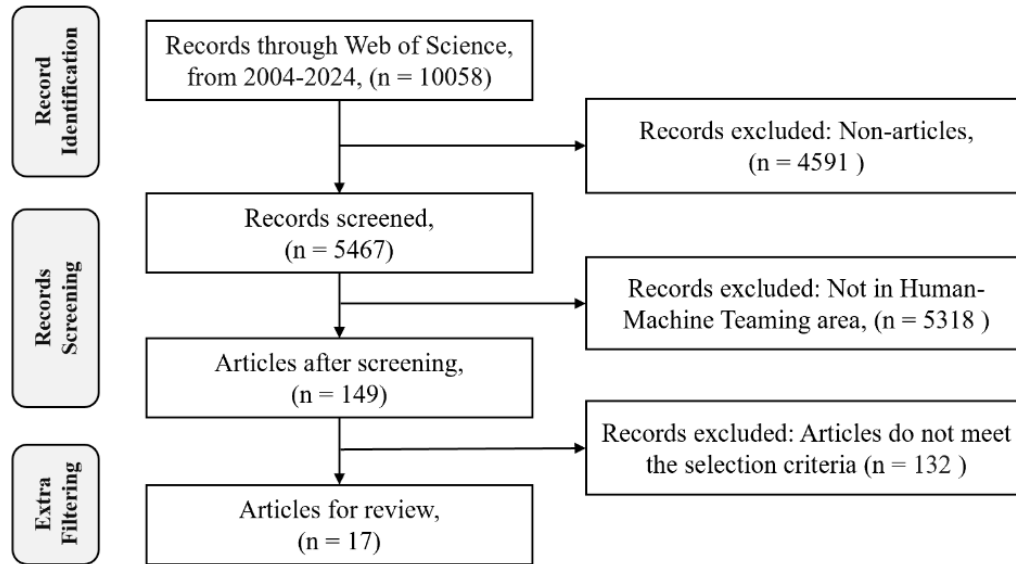 Record
Identification
Records through Web of Science,
from 2004-2024, (n = 10058)
Records excluded: Non-articles,
(n = 4591 )
Records
Screening
Records screened,
(n = 5467)
Records excluded: Not in Human-
Machine Teaming area, (n = 5318 )
Articles after screening,
(n = 149)
Extra
Filtering
Records excluded: Articles do not meet
the selection criteria (n = 132 )
Articles for review,
(n = 17)